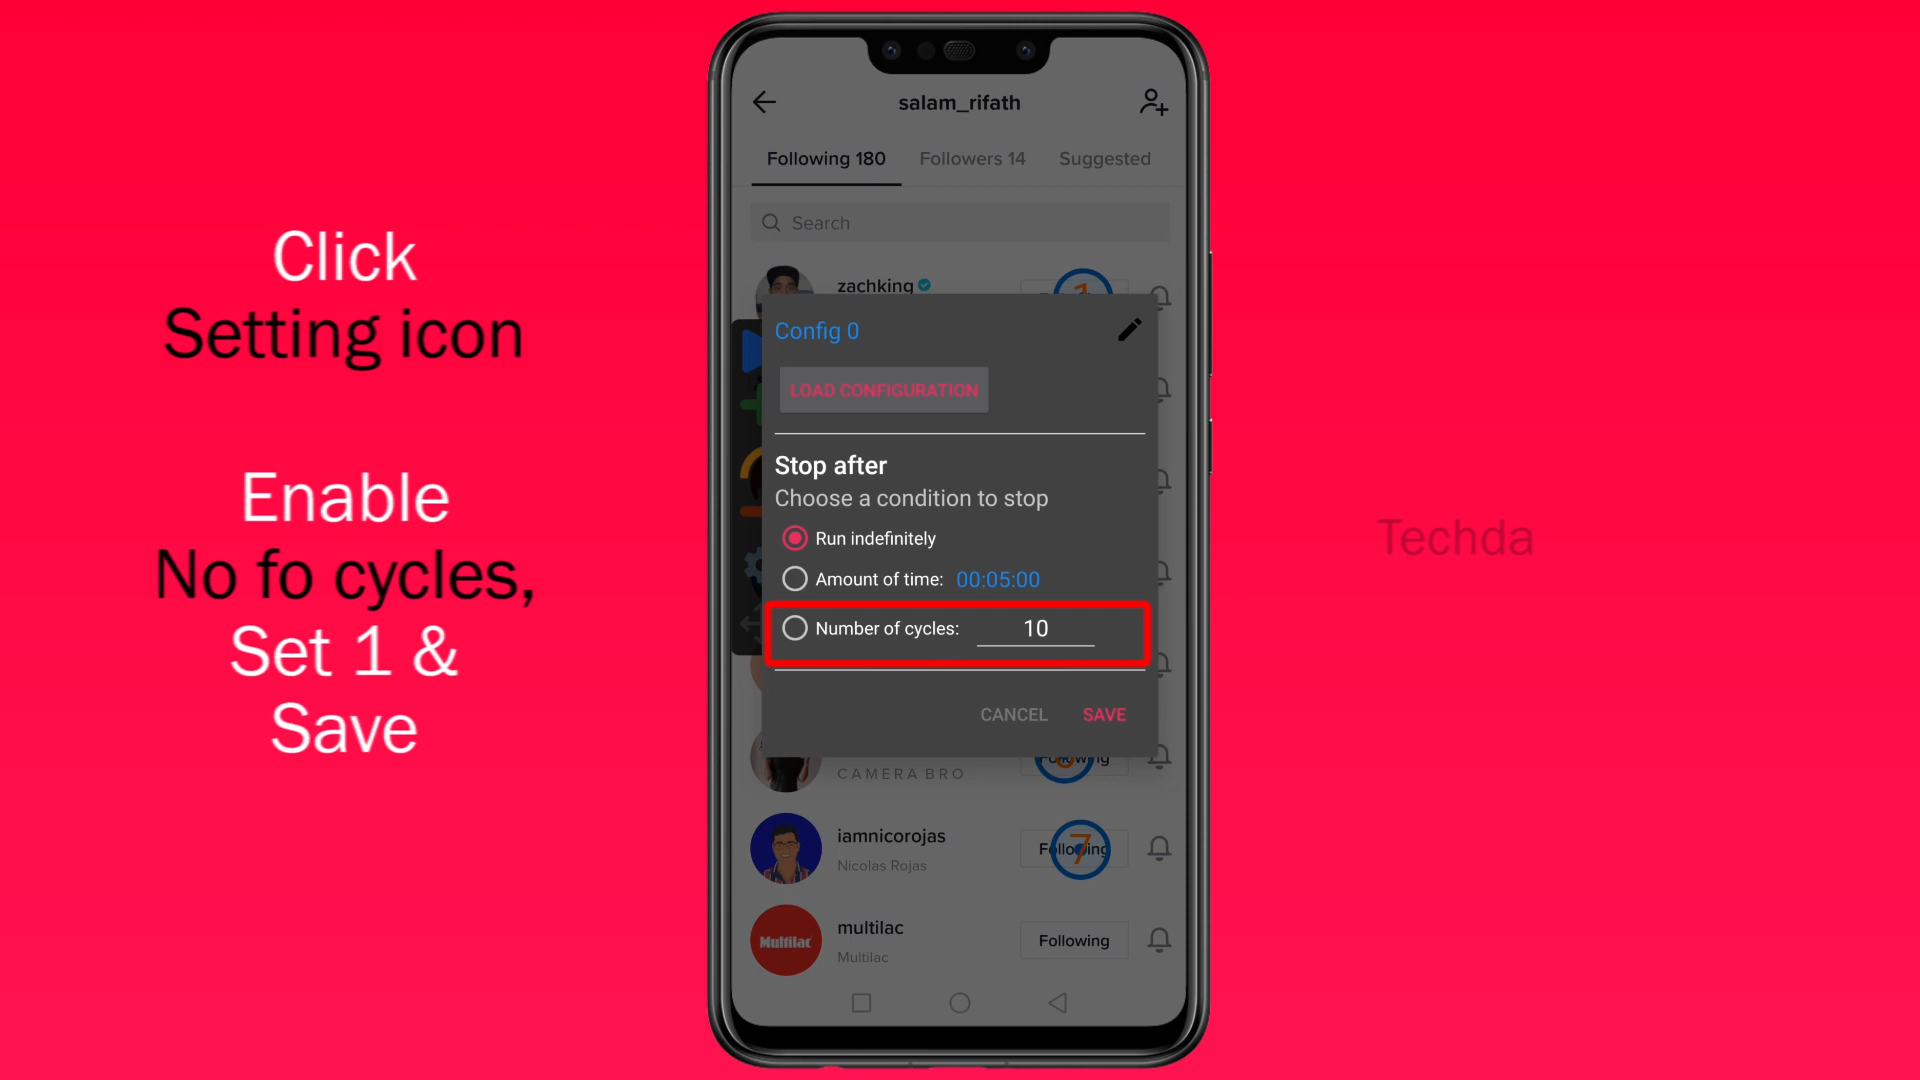 Click
Setting icon
Enable
No fo cycles,
Set 1 &
Save
salam_rifath
Following 180
Followers 14
Suggested
Search
zachking
Config 0
LOAD CONFIGURATION
Stop after
Choose a condition to stop
Run indefinitely
Amount of time: 00:05:00
Number of cycles: 10
CANCEL
SAVE
CAMERA BRO
Following
iamnicorojas
Nicolas Rojas
Following
7
multilac
Multilac
Multilac
Following
Techda